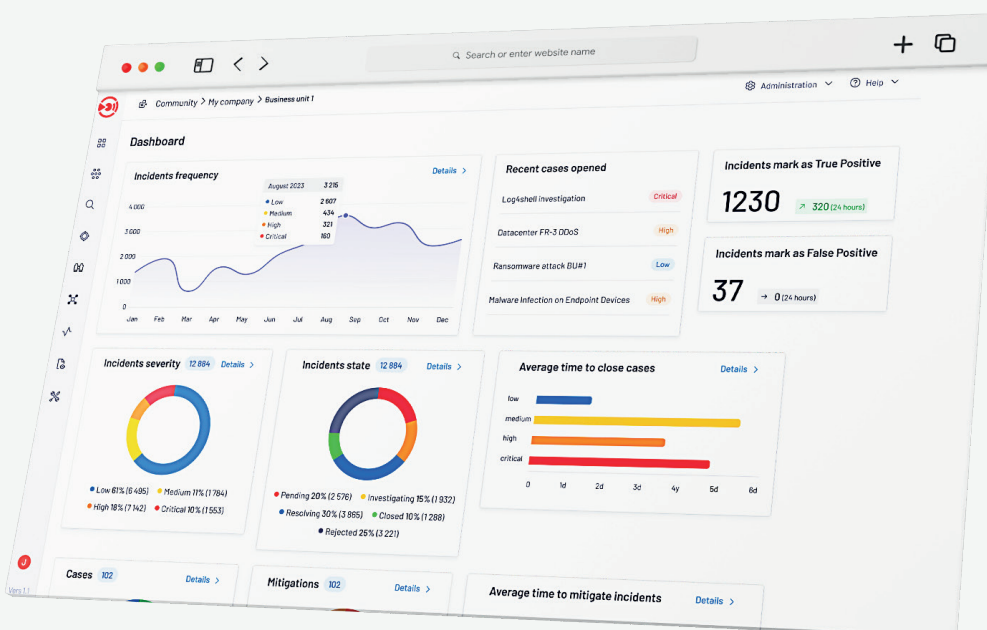 Search or enter website name
Community > My company > Business unit 1
Administration
Help
Dashboard
Incidents frequency
Details >
August 2023 3 216
Low 2 607
Medium 434
High 321
Critical 160
4 000
3 600
2 000
1 000
0
Jan Feb Mar Apr May Jun Jul Aug Sep Oct Nov Dec
Recent cases opened
Log4shell investigation Critical
Datacenter FR-3 DDoS High
Ransomware attack BU#1 Low
Malware Infection on Endpoint Devices High
Incidents mark as True Positive
1230
320 (24 hours)
Incidents mark as False Positive
37
0 (24 hours)
Incidents severity 12 884 Details >
Low 61% (6 495) Medium 11% (1 784)
High 18% (7 142) Critical 10% (1 553)
Incidents state 12 884 Details >
Pending 20% (2 576) Investigating 15% (1 932)
Resolving 30% (3 865) Closed 10% (1 288)
Rejected 25% (3 221)
Average time to close cases Details >
low
medium
high
critical
0 1d 2d 3d 4y 5d 6d
J
Vers 1.1
Cases 102 Details >
Mitigations 102 Details >
Average time to mitigate incidents Details >